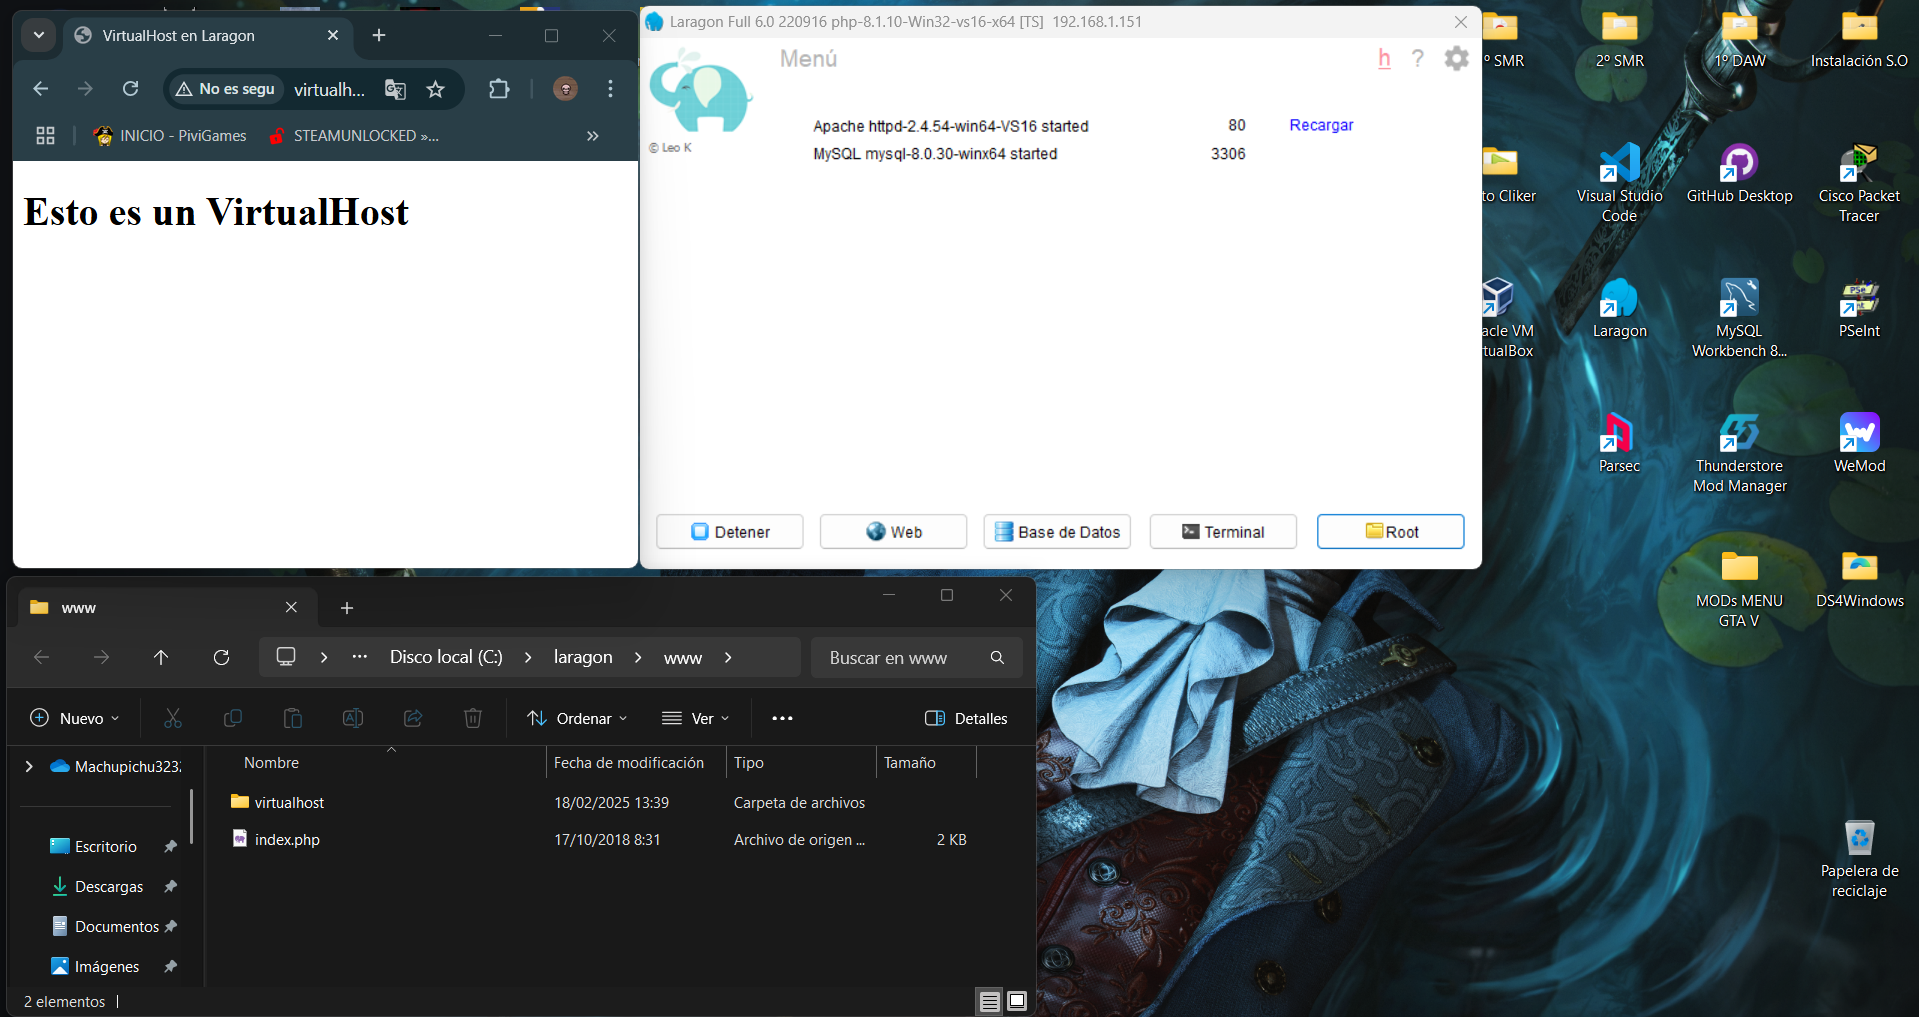 VirtualHost en Laragon
No es segu
virtualh...
INICIO - PiviGames
STEAMUNLOCKED »...
Esto es un VirtualHost
Laragon Full 6.0 220916 php-8.1.10-Win32-vs16-x64 [TS] 192.168.1.151
Menú
h ?
© Leo K
Apache httpd-2.4.54-win64-VS16 started 80 Recargar
MySQL mysql-8.0.30-winx64 started 3306
Detener
Web
Base de Datos
Terminal
Root
º SMR
2º SMR
1º DAW
Instalación S.O
to Cliker
Visual Studio
Code
GitHub Desktop
Cisco Packet
Tracer
acle VM
rtualBox
Laragon
MySQL
Workbench 8...
PSeInt
Parsec
Thunderstore
Mod Manager
WeMod
MODs MENU
GTA V
DS4Windows
Papelera de
reciclaje
www
Disco local (C:) > laragon > www >
Buscar en www
Nuevo
Ordenar
Ver
Detalles
Machupichu323
Escritorio
Descargas
Documentos
Imágenes
Nombre Fecha de modificación Tipo Tamaño
virtualhost 18/02/2025 13:39 Carpeta de archivos
index.php 17/10/2018 8:31 Archivo de origen ... 2 KB
2 elementos